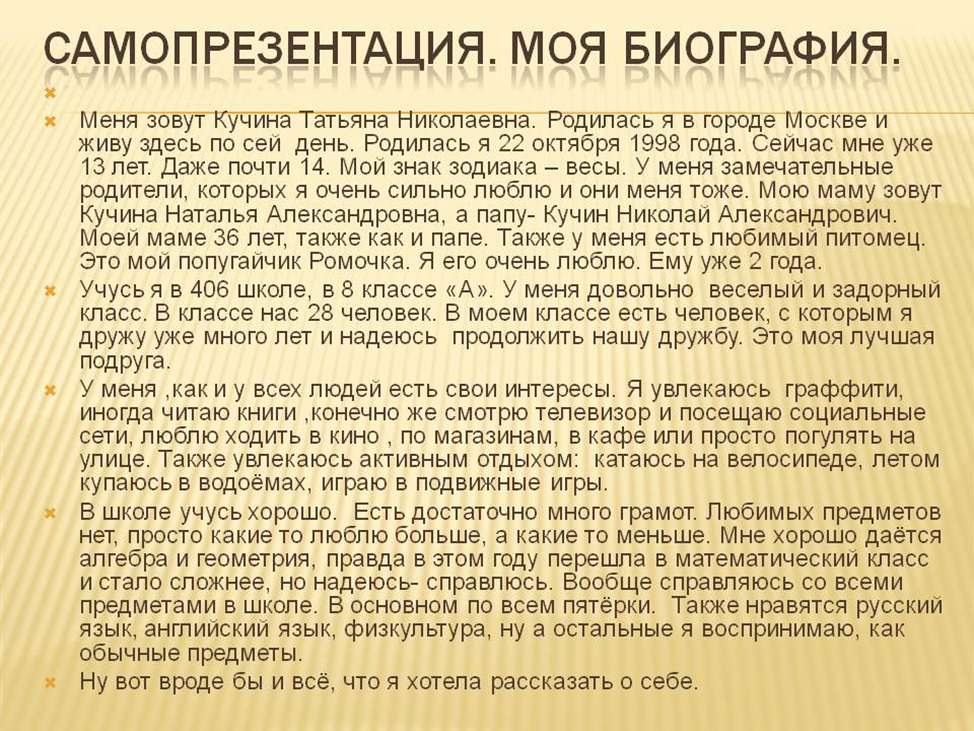 САМОПРЕЗЕНТАЦИЯ. МОЯ БИОГРАФИЯ.
Меня зовут Кучина Татьяна Николаевна. Родилась я в городе Москве и
живу здесь по сей день. Родилась я 22 октября 1998 года. Сейчас мне уже
13 лет. Даже почти 14. Мой знак зодиака – весы. У меня замечательные
родители, которых я очень сильно люблю и они меня тоже. Мою маму зовут
Кучина Наталья Александровна, а папу- Кучин Николай Александрович.
Моей маме 36 лет, также как и папе. Также у меня есть любимый питомец.
Это мой попугайчик Ромочка. Я его очень люблю. Ему уже 2 года.
Учусь я в 406 школе, в 8 классе «А». У меня довольно веселый и задорный
класс. В классе нас 28 человек. В моем классе есть человек, с которым я
дружу уже много лет и надеюсь продолжить нашу дружбу. Это моя лучшая
подруга.
У меня ,как и у всех людей есть свои интересы. Я увлекаюсь граффити,
иногда читаю книги ,конечно же смотрю телевизор и посещаю социальные
сети, люблю ходить в кино , по магазинам, в кафе или просто погулять на
улице. Также увлекаюсь активным отдыхом: катаюсь на велосипеде, летом
купаюсь в водоёмах, играю в подвижные игры.
В школе учусь хорошо. Есть достаточно много грамот. Любимых предметов
нет, просто какие то люблю больше, а какие то меньше. Мне хорошо даётся
алгебра и геометрия, правда в этом году перешла в математический класс
и стало сложнее, но надеюсь- справлюсь. Вообще справляюсь со всеми
предметами в школе. В основном по всем пятёрки. Также нравятся русский
язык, английский язык, физкультура, ну а остальные я воспринимаю, как
обычные предметы.
Ну вот вроде бы и всё, что я хотела рассказать о себе.